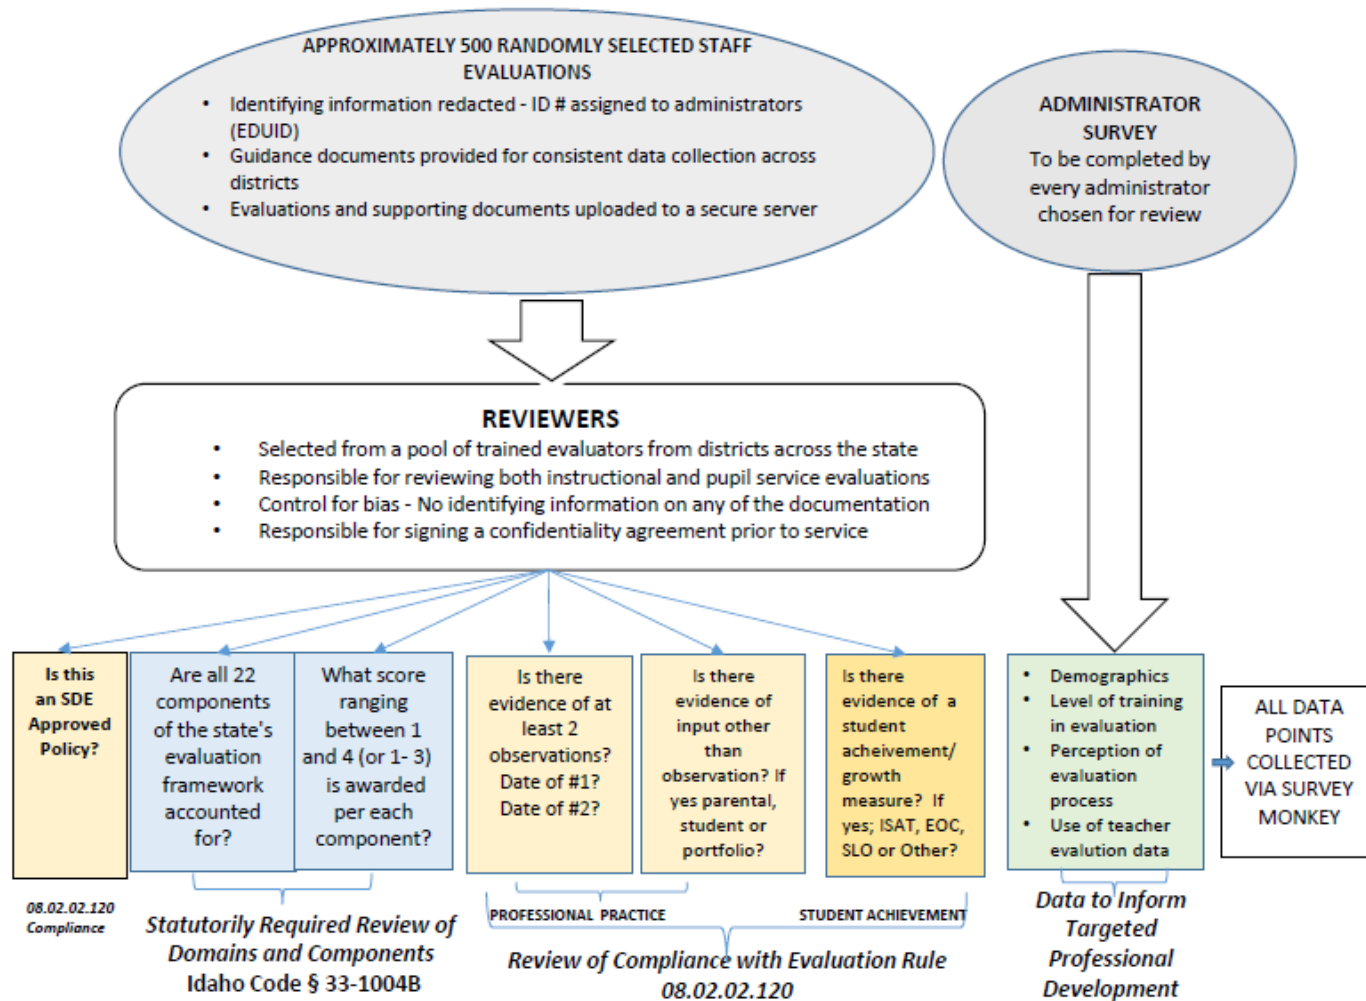 APPROXIMATELY 500 RANDOMLY SELECTED STAFF
EVALUATIONS
• Identifying information redacted - ID # assigned to administrators
(EDUID)
• Guidance documents provided for consistent data collection across
districts
• Evaluations and supporting documents uploaded to a secure server
ADMINISTRATOR
SURVEY
To be completed by
every administrator
chosen for review
REVIEWERS
• Selected from a pool of trained evaluators from districts across the state
• Responsible for reviewing both instructional and pupil service evaluations
• Control for bias - No identifying information on any of the documentation
• Responsible for signing a confidentiality agreement prior to service
Is this
an SDE
Approved
Policy?
Are all 22
components
of the state's
evaluation
framework
accounted
for?
What score
ranging
between 1
and 4 (or 1- 3)
is awarded
per each
component?
Is there
evidence of at
least 2
observations?
Date of #1?
Date of #2?
Is there
evidence of
input other
than
observation? If
yes parental,
student or
portfolio?
Is there
evidence of a
student
acheivement/
growth
measure? If
yes; ISAT, EOC,
SLO or Other?
• Demographics
• Level of training
in evaluation
• Perception of
evaluation
process
• Use of teacher
evalution data
ALL DATA
POINTS
COLLECTED
VIA SURVEY
MONKEY
08.02.02.120
Compliance
Statutorily Required Review of
Domains and Components
Idaho Code § 33-1004B
PROFESSIONAL PRACTICE
STUDENT ACHIEVEMENT
Review of Compliance with Evaluation Rule
08.02.02.120
Data to Inform
Targeted
Professional
Development